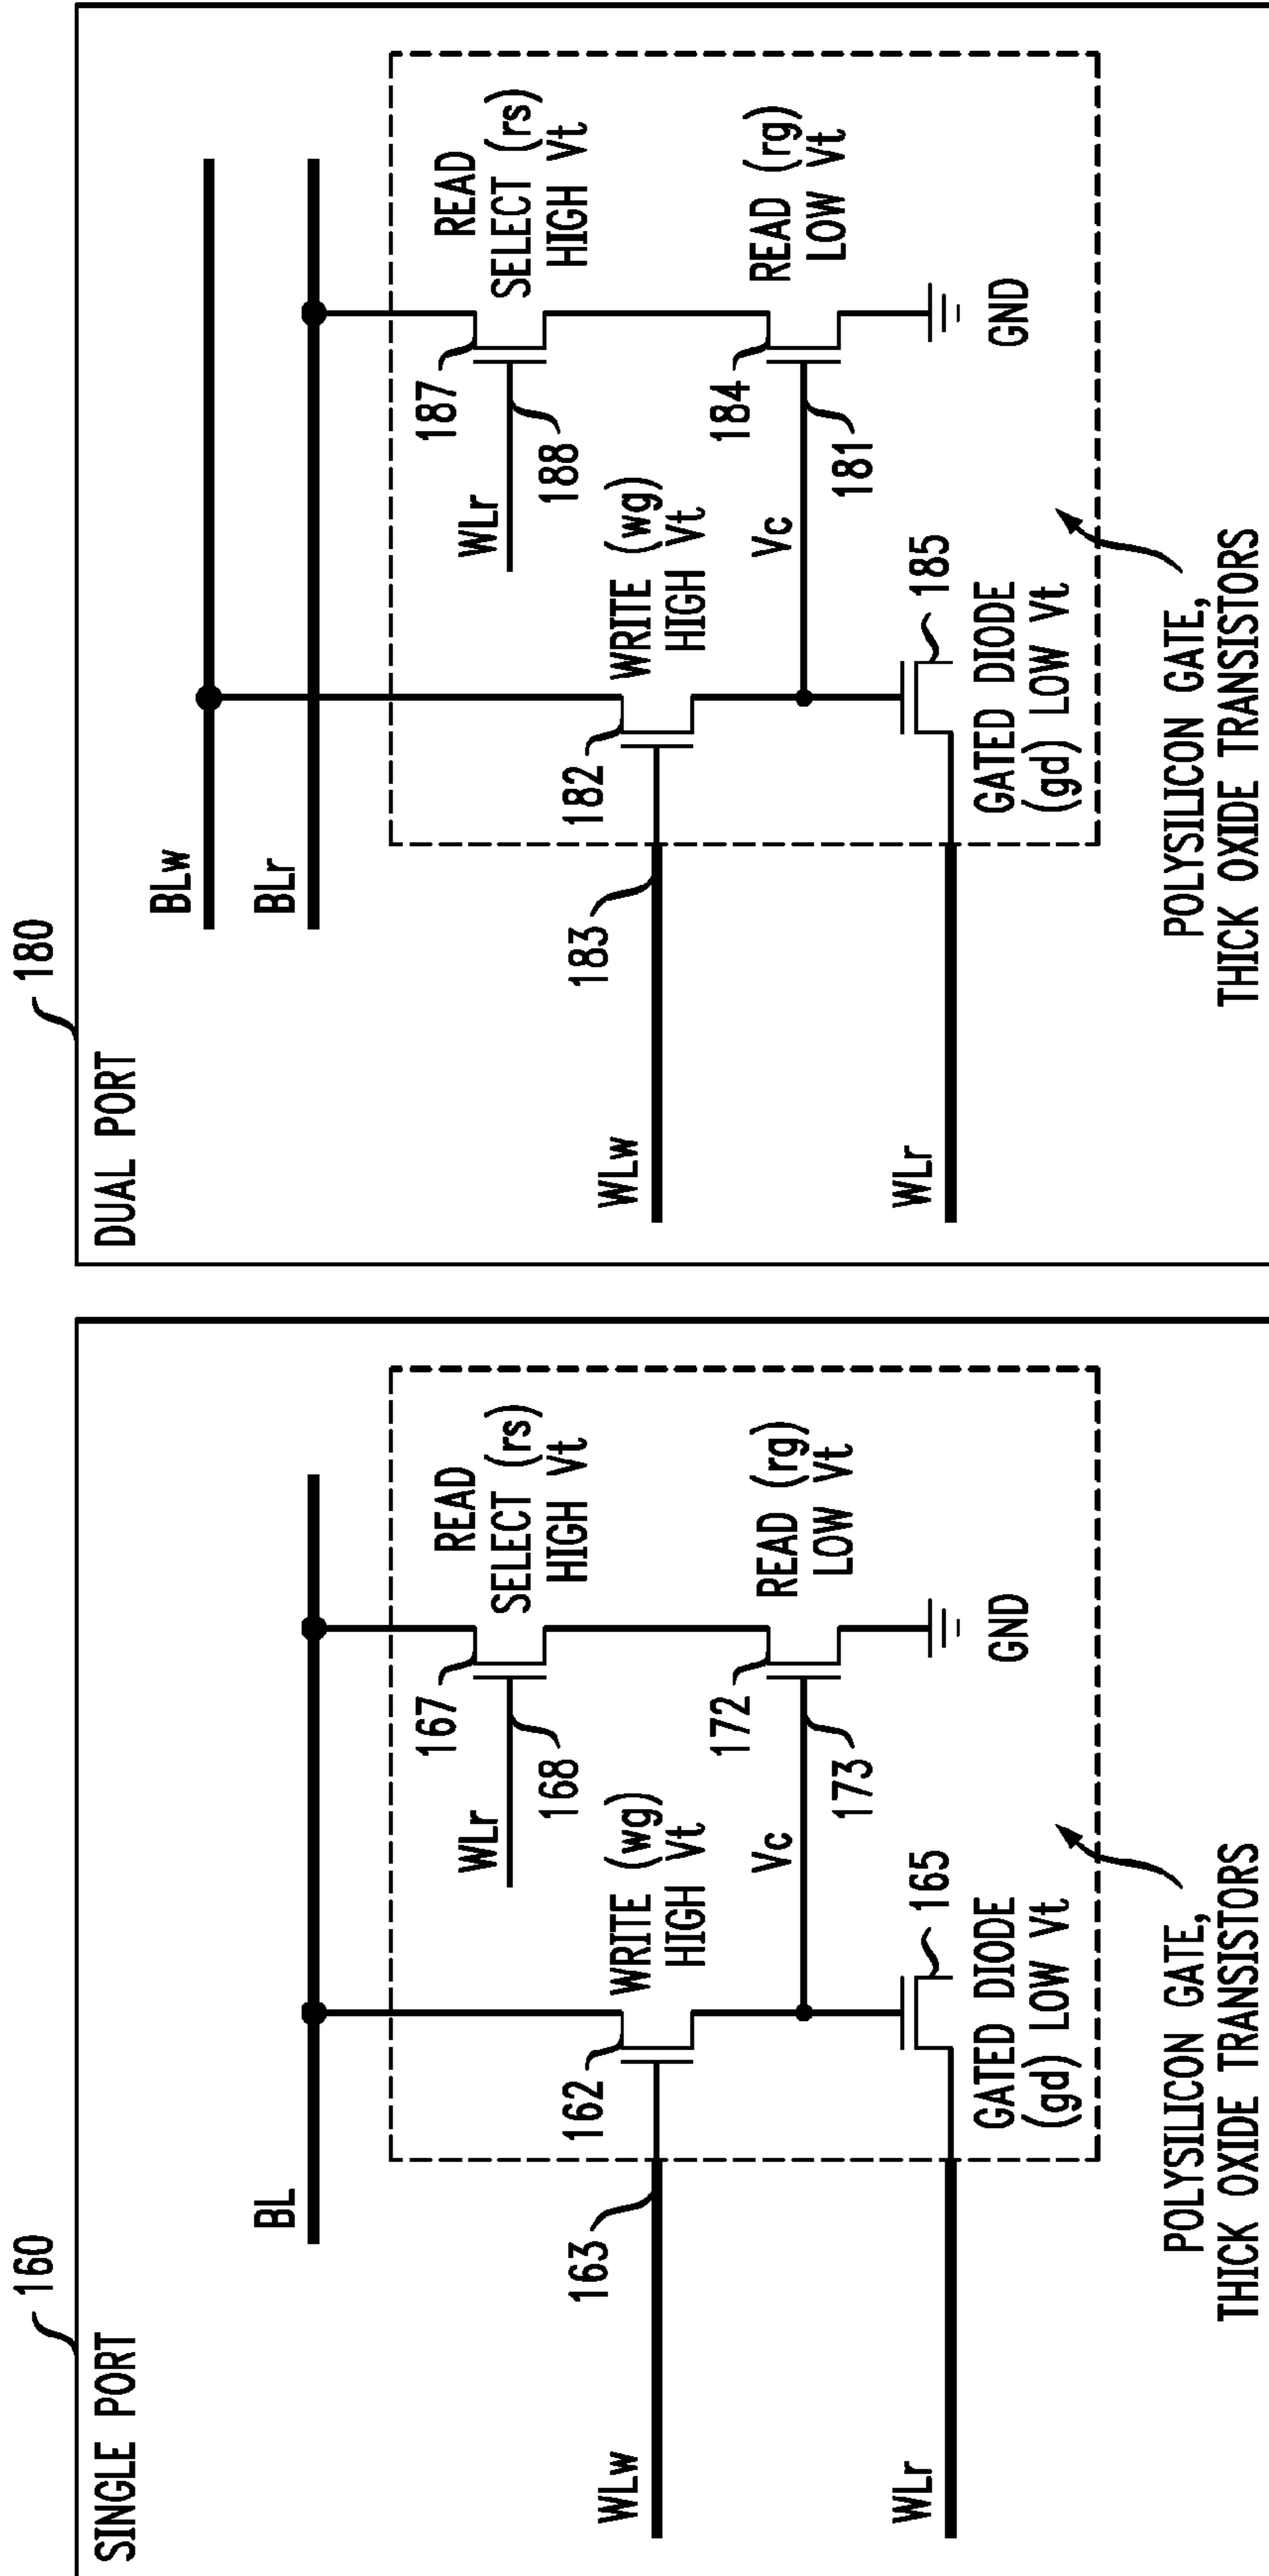 SINGLE PORT
160
BL
WLw
163
162
WRITE (wg)
HIGH Vt
WLr
168
167
READ
SELECT (rs)
HIGH Vt
Vc
173
172
READ (rg)
LOW Vt
GND
WLr
165
GATED DIODE
(gd) LOW Vt
POLYSILICON GATE,
THICK OXIDE TRANSISTORS
DUAL PORT
180
BLw
BLr
WLw
183
182
WRITE (wg)
HIGH Vt
WLr
188
187
READ
SELECT (rs)
HIGH Vt
Vc
181
184
READ (rg)
LOW Vt
GND
WLr
185
GATED DIODE
(gd) LOW Vt
POLYSILICON GATE,
THICK OXIDE TRANSISTORS